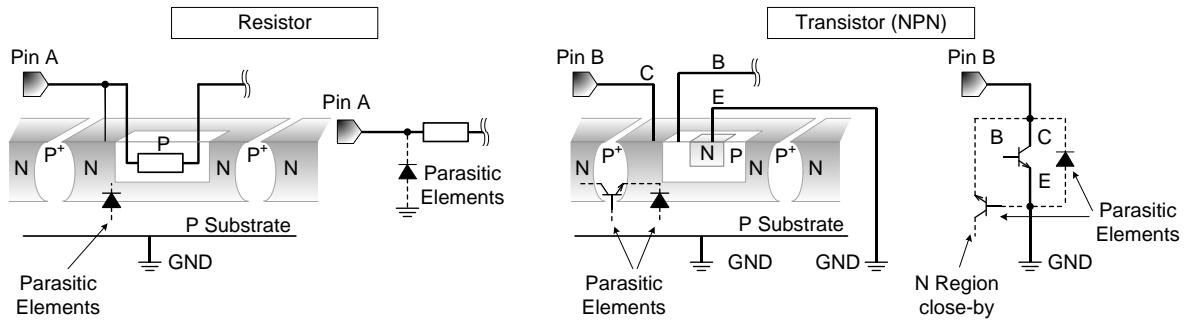 Resistor
Transistor (NPN)
Pin A
Pin B
B
C
E
Pin B
Pin A
P
N
P+
N
N
P+
N
Parasitic
Elements
P Substrate
GND
Parasitic
Elements
N
P+
N
N
P
P+
N
P Substrate
GND
GND
Parasitic
Elements
B
C
E
Parasitic
Elements
GND
N Region
close-by